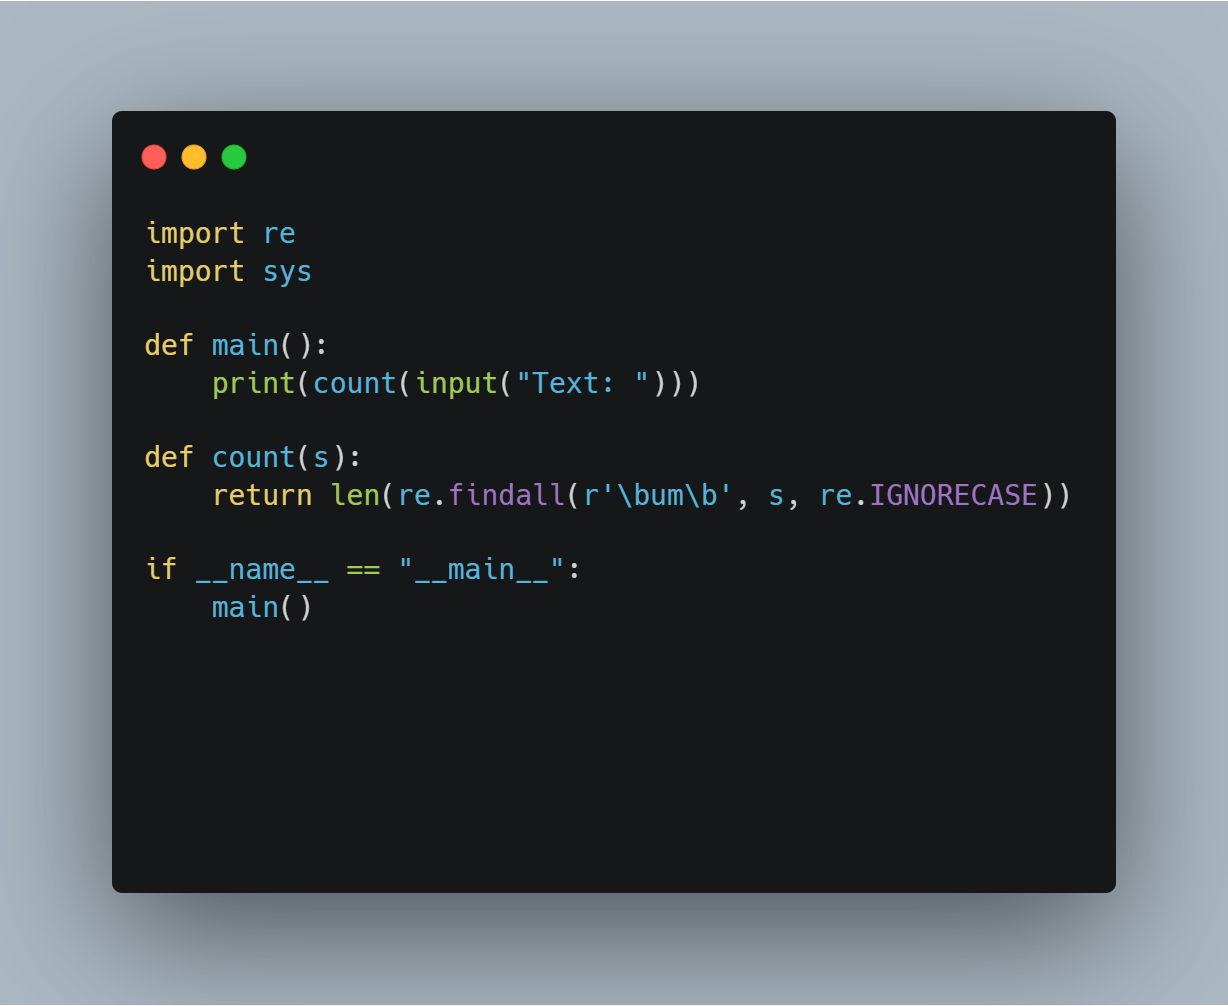 import re
import sys

def main():
    print(count(input("Text: ")))

def count(s):
    return len(re.findall(r'\bum\b', s, re.IGNORECASE))

if __name__ == "__main__":
    main()